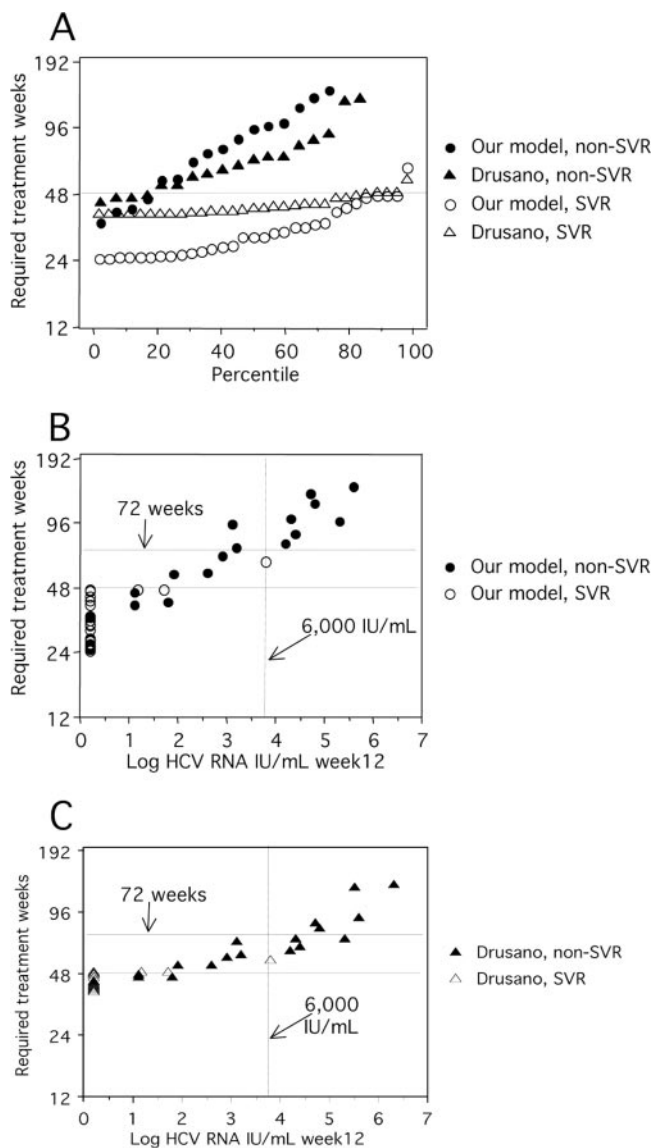 A
Required treatment weeks
192
96
48
24
12
0
20
40
60
80
100
Percentile
Our model, non-SVR
Drusano, non-SVR
Our model, SVR
Drusano, SVR
B
Required treatment weeks
192
96
48
24
12
72 weeks
6,000 IU/mL
0
1
2
3
4
5
6
7
Log HCV RNA IU/mL week12
Our model, non-SVR
Our model, SVR
C
Required treatment weeks
192
96
48
24
12
72 weeks
6,000
IU/mL
0
1
2
3
4
5
6
7
Log HCV RNA IU/mL week12
Drusano, non-SVR
Drusano, SVR